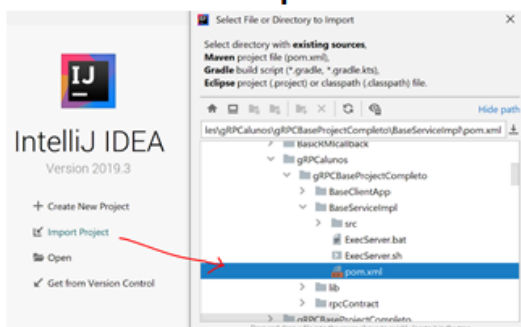 Select File or Directory to Import
Select directory with existing sources,
Maven project file (pom.xml),
Gradle build script (*.gradle, *.gradle.kts),
Eclipse project (.project) or classpath (.classpath) file.
Hide path
les\gRPCalunos\gRPCBaseProjectCompleto\BaseServiceImpl\pom.xml
BasicRMIcallback
gRPCalunos
gRPCBaseProjectCompleto
BaseClientApp
BaseServiceImpl
src
ExecServer.bat
ExecServer.sh
pom.xml
lib
rpcContract
gRPCBaseProjectCompleto
IJ
IntelliJ IDEA
Version 2019.3
Create New Project
Import Project
Open
Get from Version Control